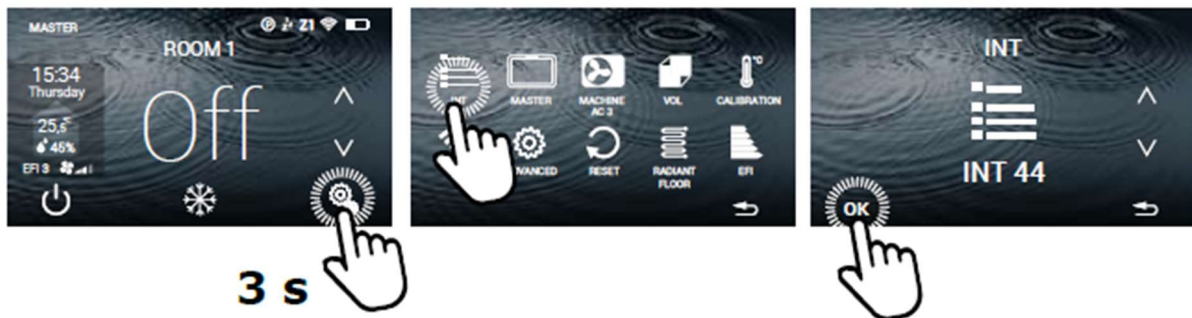 MASTER
Z1
ROOM 1
15:34
Thursday
Off
25,5°
45%
EFI 3
3 s
INT
MASTER
MACHINE
AC 3
VOL
°C
CALIBRATION
RESET
RADIANT
FLOOR
EFI
INT
INT 44
OK